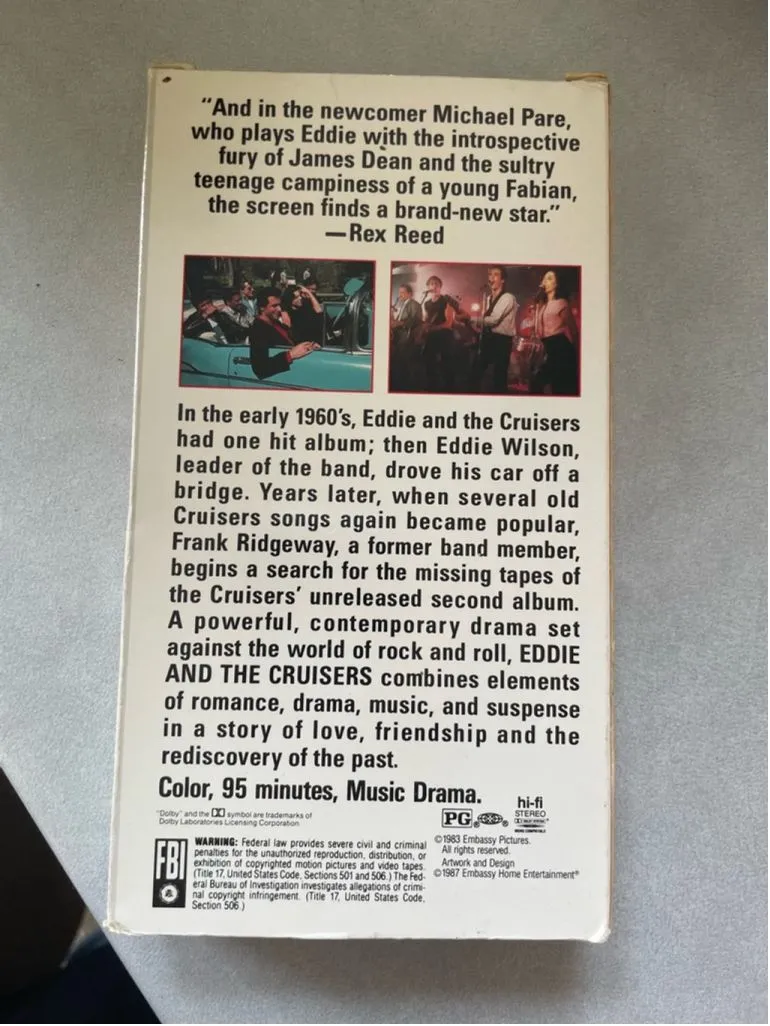 "And in the newcomer Michael Pare,
who plays Eddie with the introspective
fury of James Dean and the sultry
teenage campiness of a young Fabian,
the screen finds a brand-new star."
—Rex Reed
In the early 1960's, Eddie and the Cruisers
had one hit album; then Eddie Wilson,
leader of the band, drove his car off a
bridge. Years later, when several old
Cruisers songs again became popular,
Frank Ridgeway, a former band member,
begins a search for the missing tapes of
the Cruisers' unreleased second album.
A powerful, contemporary drama set
against the world of rock and roll, EDDIE
AND THE CRUISERS combines elements
of romance, drama, music, and suspense
in a story of love, friendship and the
rediscovery of the past.
Color, 95 minutes, Music Drama.
"Dolby" and the symbol are trademarks of
Dolby Laboratories Licensing Corporation.
PG
hi-fi
STEREO
FBI
WARNING: Federal law provides severe civil and criminal
penalties for the unauthorized reproduction, distribution, or
exhibition of copyrighted motion pictures and video tapes.
(Title 17, United States Code, Sections 501 and 506.) The Fed-
eral Bureau of Investigation investigates allegations of crimi-
nal copyright infringement. (Title 17, United States Code,
Section 506.)
©1983 Embassy Pictures.
All rights reserved.
Artwork and Design
©1987 Embassy Home Entertainment®